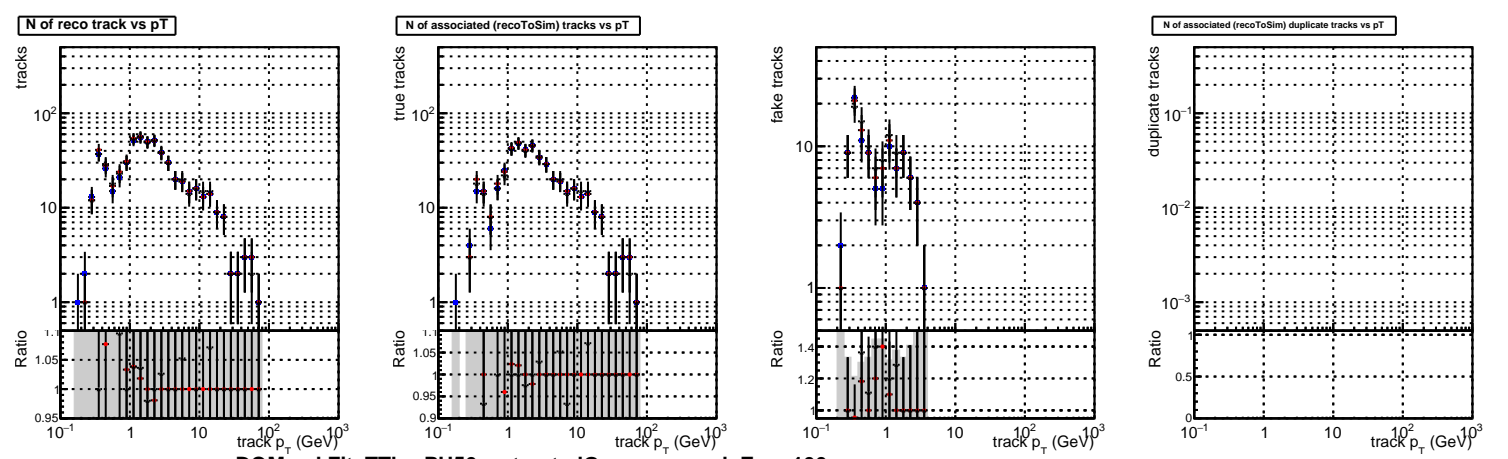 N of reco track vs pT
N of associated (recoToSim) tracks vs pT
N of associated (recoToSim) duplicate tracks vs pT
tracks
10²
10
1
Ratio
1.1
1.05
1
0.95
10⁻¹ 1 10 10² 10³
track p_T (GeV)
true tracks
10²
10
1
Ratio
1.1
1.05
1
0.95
0.9
10⁻¹ 1 10 10² 10³
track p_T (GeV)
fake tracks
10
1
Ratio
1.4
1.2
1
10⁻¹ 1 10 10² 10³
track p_T (GeV)
duplicate tracks
10⁻¹
10⁻²
10⁻³
Ratio
1
0.5
0
10⁻¹ 1 10 10² 10³
track p_T (GeV)